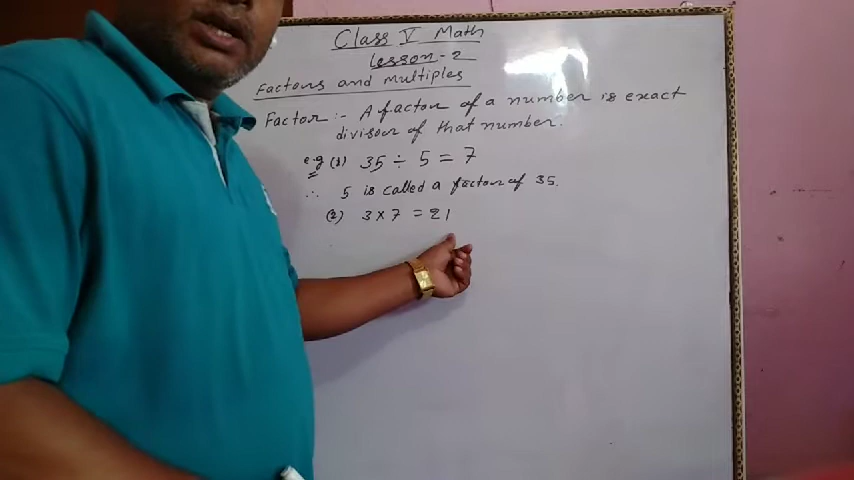 Class V Math
Lesson-2
Factors and Multiples
Factor :- A factor of a number is exact
divisor of that number.
e.g (1) 35 ÷ 5 = 7
∴ 5 is called a factor of 35.
(2) 3 × 7 = 21